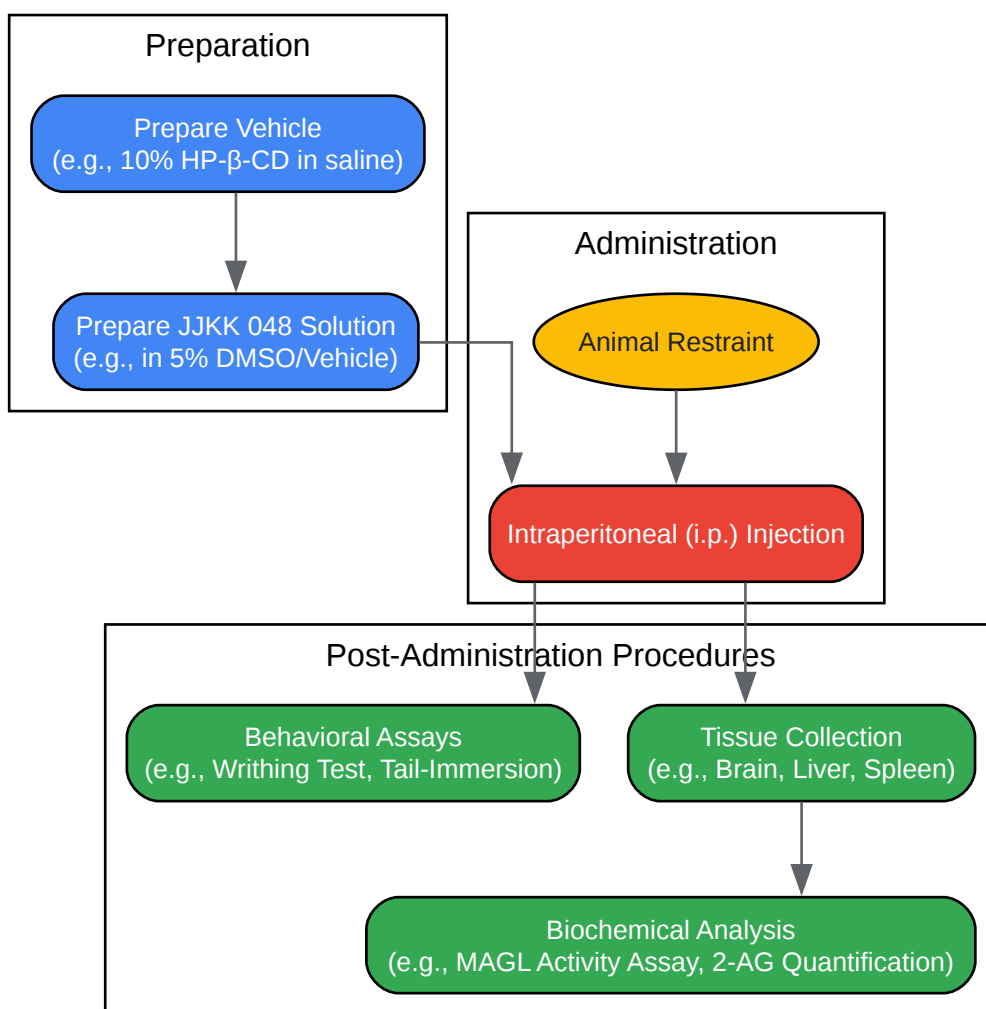 Preparation
Prepare Vehicle
(e.g., 10% HP-β-CD in saline)
Prepare JJKK 048 Solution
(e.g., in 5% DMSO/Vehicle)
Administration
Animal Restraint
Intraperitoneal (i.p.) Injection
Post-Administration Procedures
Behavioral Assays
(e.g., Writhing Test, Tail-Immersion)
Tissue Collection
(e.g., Brain, Liver, Spleen)
Biochemical Analysis
(e.g., MAGL Activity Assay, 2-AG Quantification)